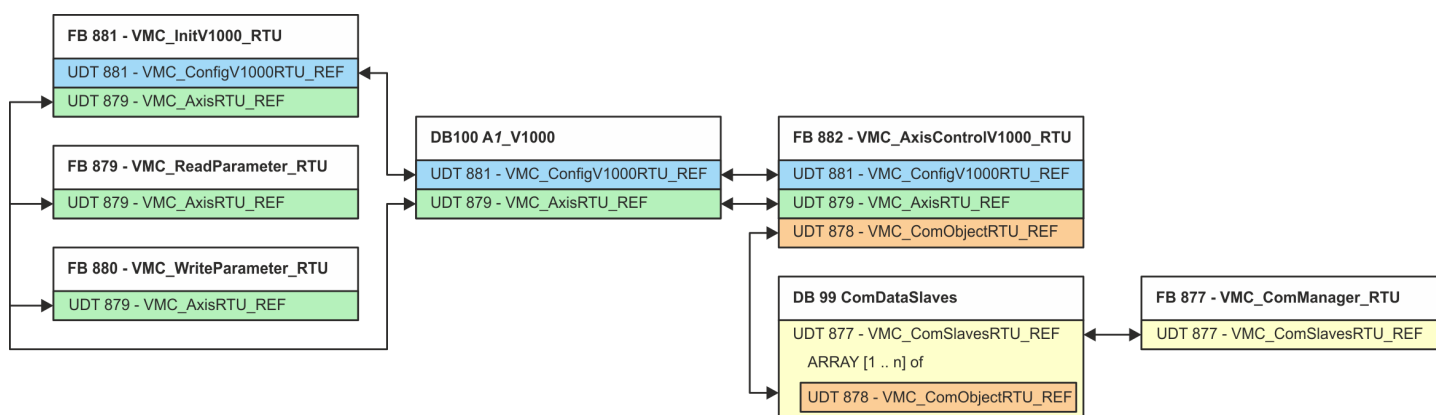 FB 881 - VMC_InitV1000_RTU
UDT 881 - VMC_ConfigV1000RTU_REF
UDT 879 - VMC_AxisRTU_REF
FB 879 - VMC_ReadParameter_RTU
UDT 879 - VMC_AxisRTU_REF
FB 880 - VMC_WriteParameter_RTU
UDT 879 - VMC_AxisRTU_REF
DB100 A1_V1000
UDT 881 - VMC_ConfigV1000RTU_REF
UDT 879 - VMC_AxisRTU_REF
FB 882 - VMC_AxisControlV1000_RTU
UDT 881 - VMC_ConfigV1000RTU_REF
UDT 879 - VMC_AxisRTU_REF
UDT 878 - VMC_ComObjectRTU_REF
DB 99 ComDataSlaves
UDT 877 - VMC_ComSlavesRTU_REF
ARRAY [1 .. n] of
UDT 878 - VMC_ComObjectRTU_REF
FB 877 - VMC_ComManager_RTU
UDT 877 - VMC_ComSlavesRTU_REF